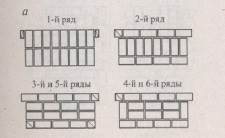 а
1-й ряд 2-й ряд
3-й и 5-й ряды 4-й и 6-й ряды